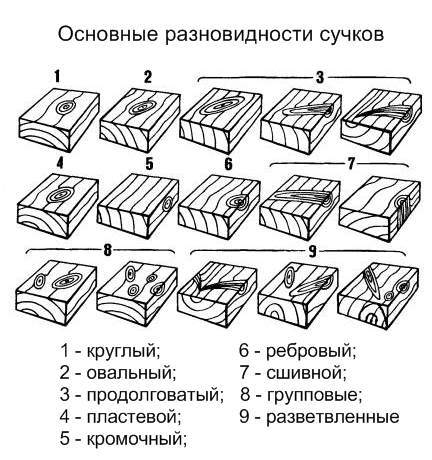 Основные разновидности сучков
1 2 3
4 5 6 7
8 9
1 - круглый;
2 - овальный;
3 - продолговатый;
4 - пластевой;
5 - кромочный;
6 - ребровый;
7 - сшивной;
8 - групповые;
9 - разветвленные